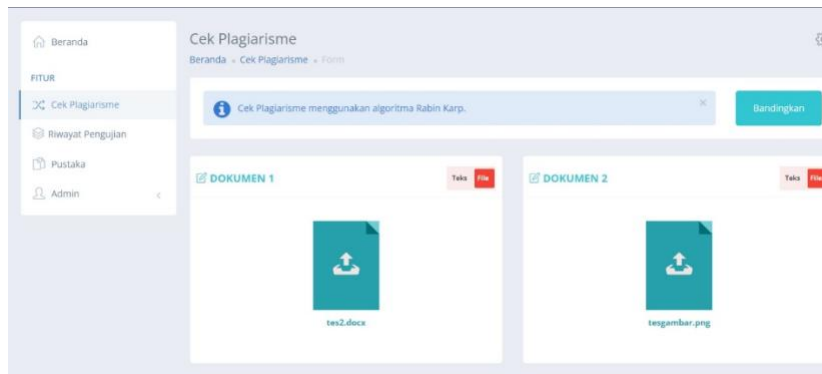 Beranda
FITUR
Cek Plagiarisme
Riwayat Pengujian
Pustaka
Admin
Cek Plagiarisme
Beranda Cek Plagiarisme Form
Cek Plagiarisme menggunakan algoritma Rabin Karp. ×
Bandingkan
DOKUMEN 1 Teks File
tes2.docx
DOKUMEN 2 Teks File
tesgambar.png